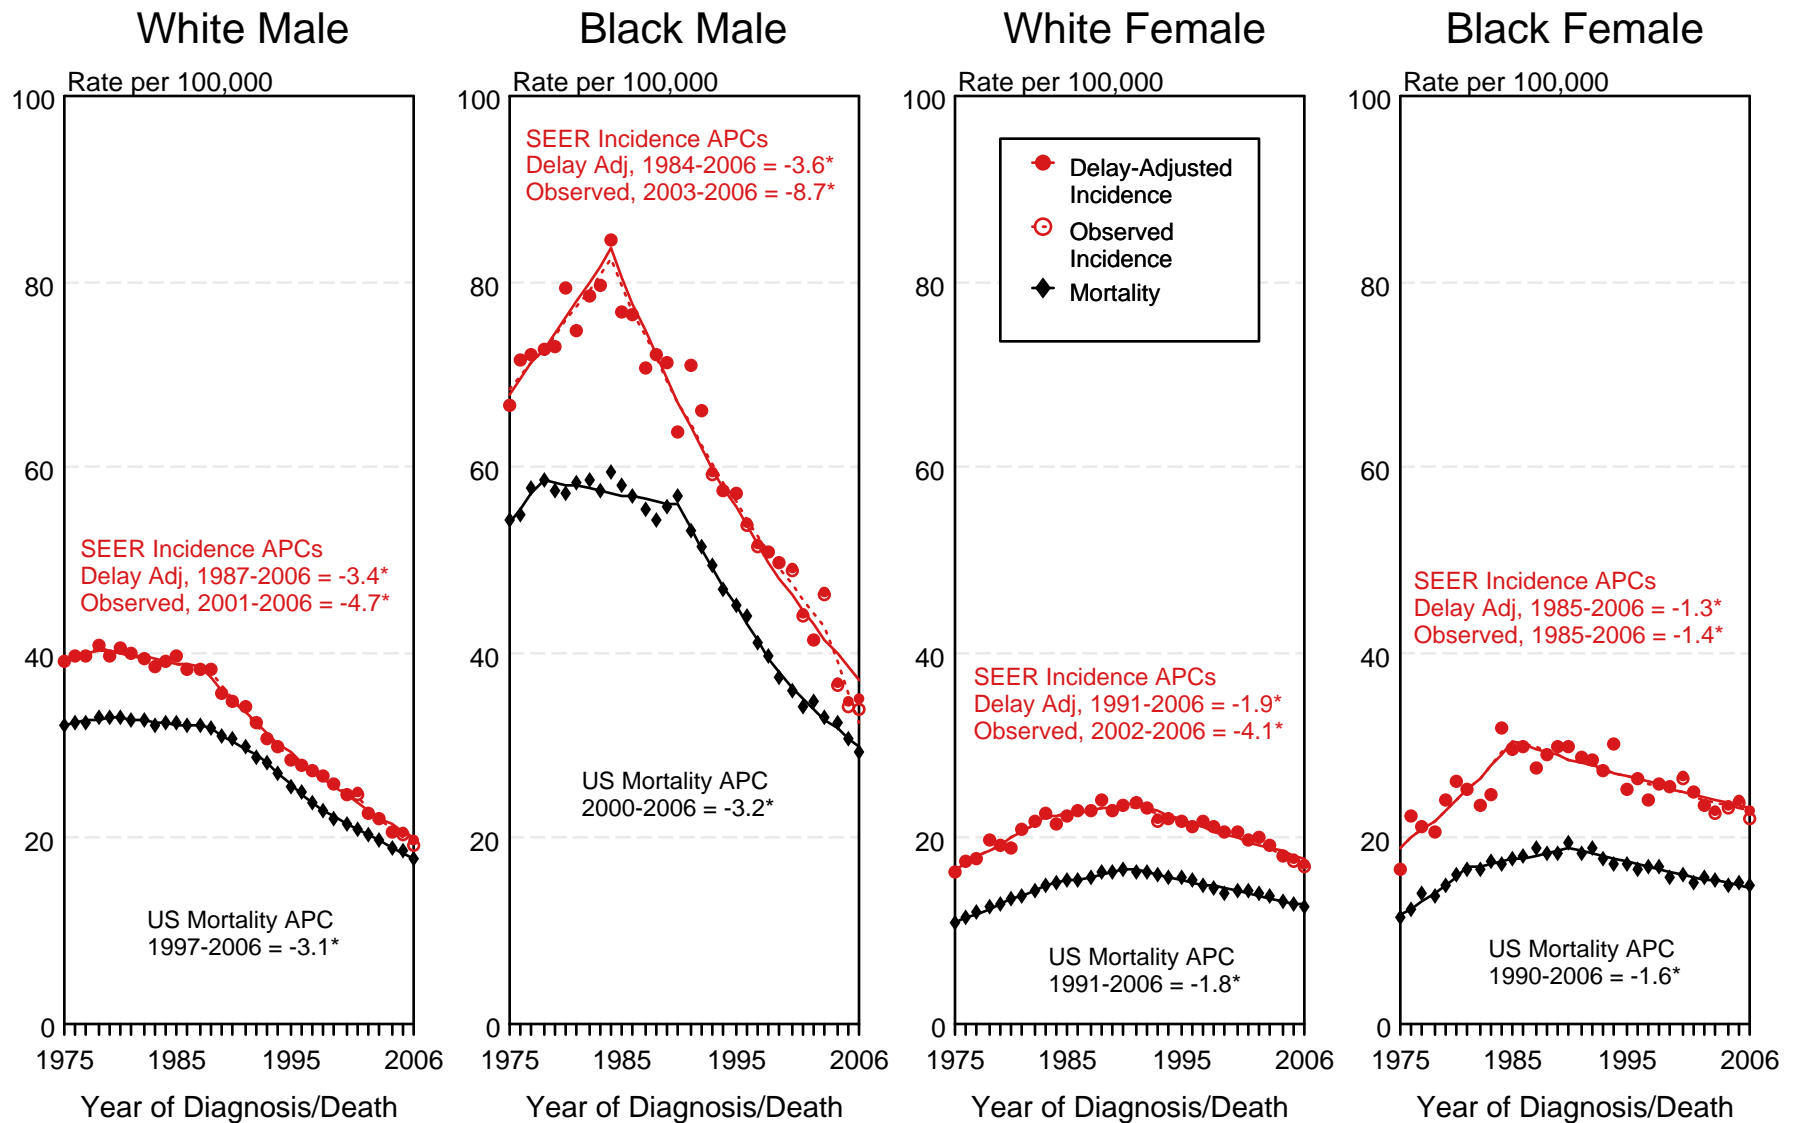 White Male
Rate per 100,000
100
80
60
40
20
0
SEER Incidence APCs
Delay Adj, 1987-2006 = -3.4*
Observed, 2001-2006 = -4.7*
US Mortality APC
1997-2006 = -3.1*
1975 1985 1995 2006
Year of Diagnosis/Death
Black Male
Rate per 100,000
100
80
60
40
20
0
SEER Incidence APCs
Delay Adj, 1984-2006 = -3.6*
Observed, 2003-2006 = -8.7*
US Mortality APC
2000-2006 = -3.2*
1975 1985 1995 2006
Year of Diagnosis/Death
White Female
Rate per 100,000
100
80
60
40
20
0
Delay-Adjusted
Incidence
Observed
Incidence
Mortality
SEER Incidence APCs
Delay Adj, 1991-2006 = -1.9*
Observed, 2002-2006 = -4.1*
US Mortality APC
1991-2006 = -1.8*
1975 1985 1995 2006
Year of Diagnosis/Death
Black Female
Rate per 100,000
100
80
60
40
20
0
SEER Incidence APCs
Delay Adj, 1985-2006 = -1.3*
Observed, 1985-2006 = -1.4*
US Mortality APC
1990-2006 = -1.6*
1975 1985 1995 2006
Year of Diagnosis/Death